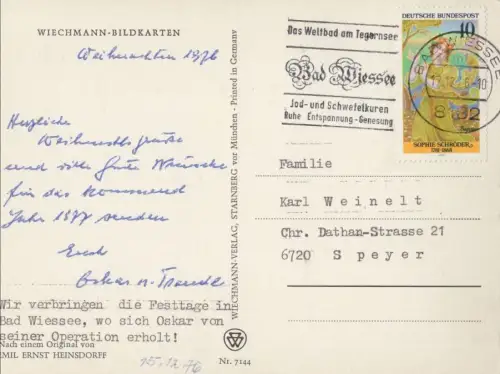 WIECHMANN-BILDKARTEN
Weihnachten 1976
Herzliche
Weihnachtsgrüße
und viele gute Wünsche
für das kommende
Jahr 1977 senden
Euch
Oskar u.
Wir verbringen die Festtage in
Bad Wiessee, wo sich Oskar von
seiner Operation erholt!
Nach einem Original von
EMIL ERNST HEINSDORFF
15.12.76
Nr. 7144
WIECHMANN-VERLAG, STARNBERG vor München - Printed in Germany
Das Weltbad am Tegernsee
Bad Wiessee
Jod- und Schwefelkuren
Ruhe Entspannung - Genesung
DEUTSCHE BUNDESPOST
40
SOPHIE SCHRÖDER
BAD WIESSEE
Familie
Karl Weinelt
Chr. Dathan-Strasse 21
6720 Speyer